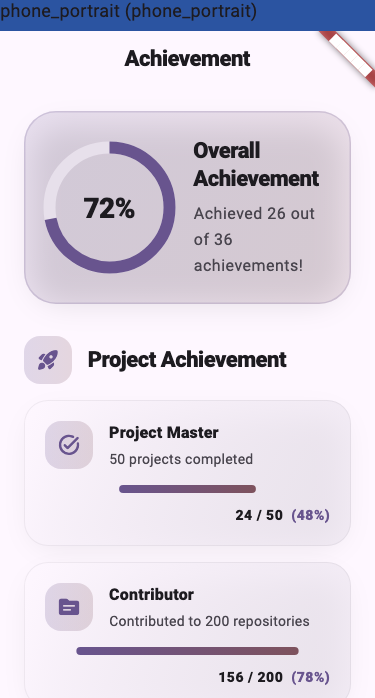 phone_portrait (phone_portrait)
Achievement
72%
Overall
Achievement
Achieved 26 out
of 36
achievements!
Project Achievement
Project Master
50 projects completed
24 / 50 (48%)
Contributor
Contributed to 200 repositories
156 / 200 (78%)